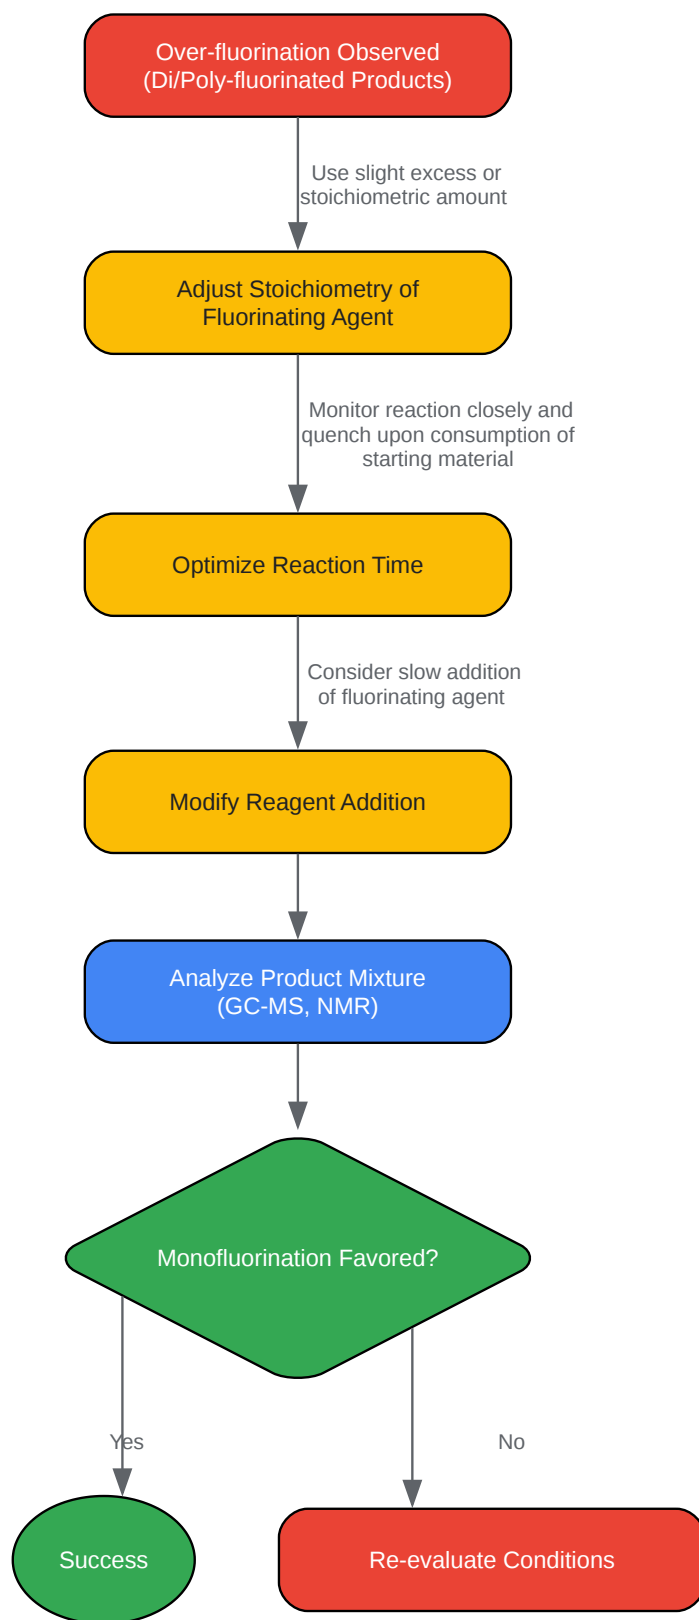 Over-fluorination Observed
(Di/Poly-fluorinated Products)
Use slight excess or
stoichiometric amount
Adjust Stoichiometry of
Fluorinating Agent
Monitor reaction closely and
quench upon consumption of
starting material
Optimize Reaction Time
Consider slow addition
of fluorinating agent
Modify Reagent Addition
Analyze Product Mixture
(GC-MS, NMR)
Monofluorination Favored?
Yes
No
Success
Re-evaluate Conditions